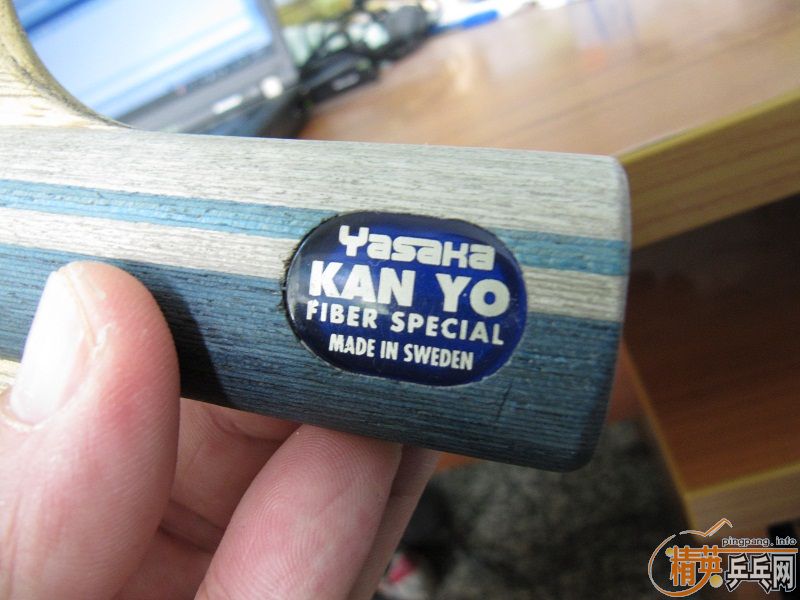 Yasaka
KAN YO
FIBER SPECIAL
MADE IN SWEDEN
pingpang.info
精英乒乓网